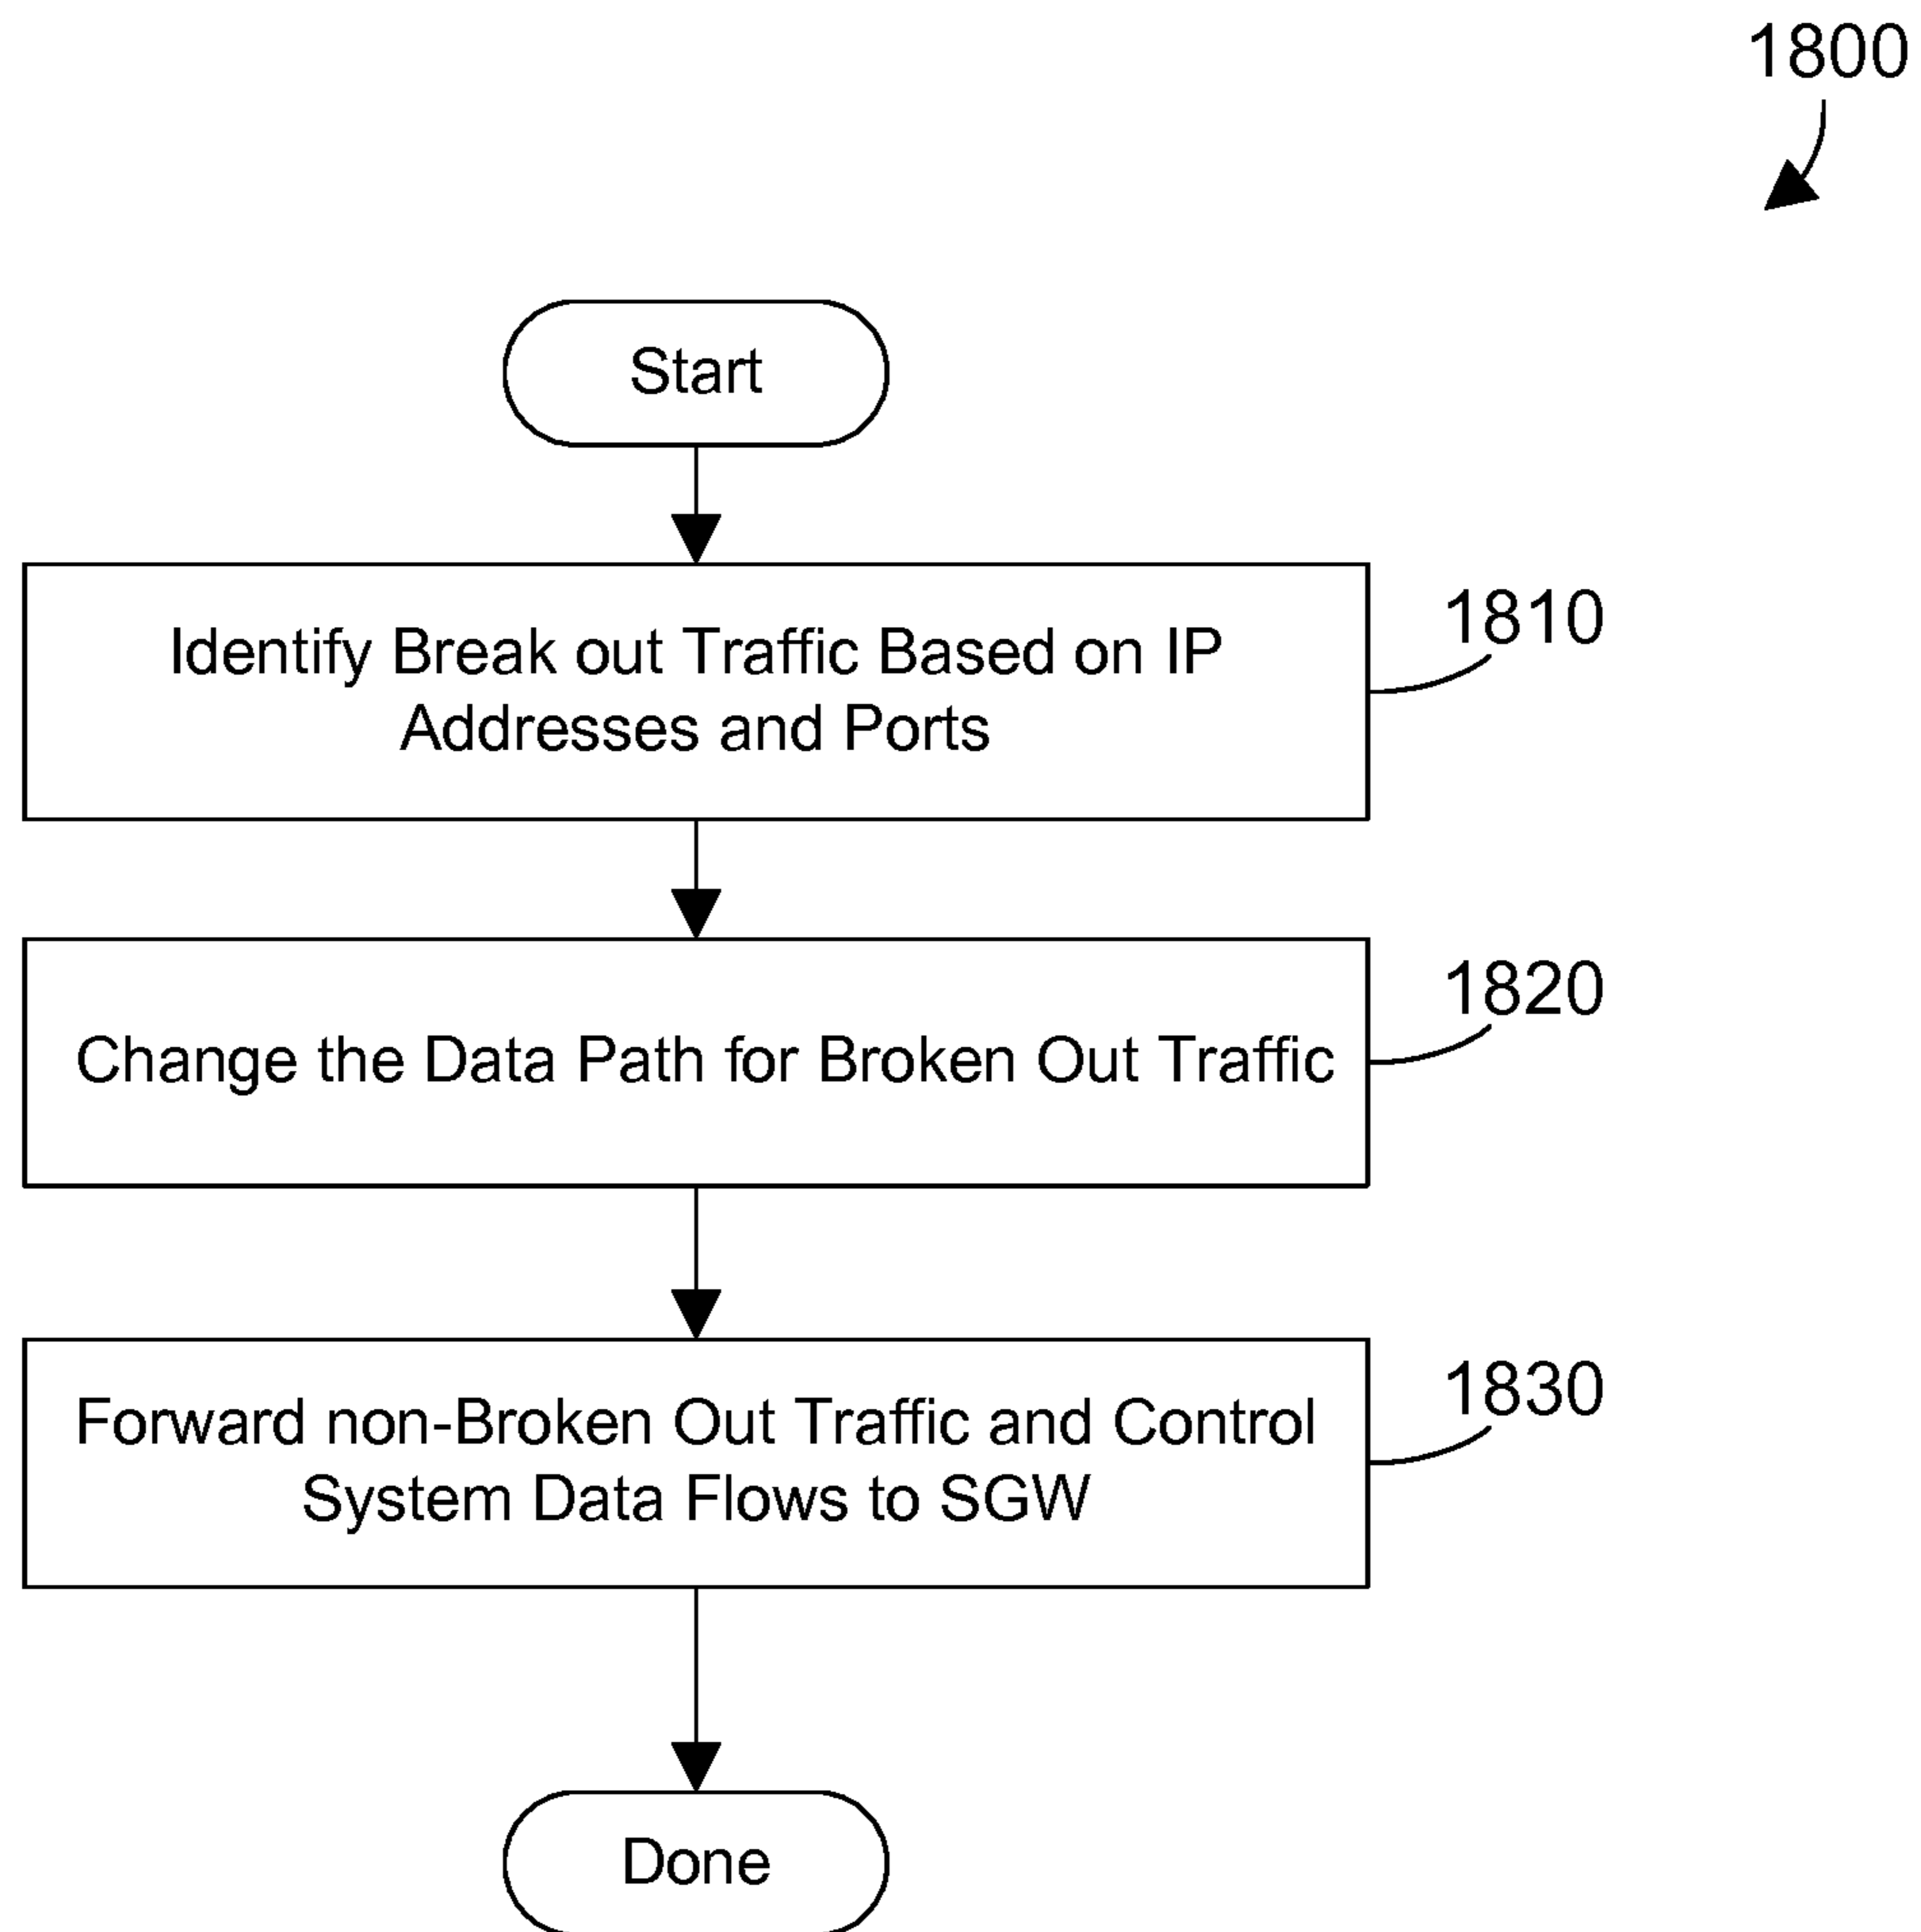 1800
Start
Identify Break out Traffic Based on IP
Addresses and Ports
1810
Change the Data Path for Broken Out Traffic
1820
Forward non-Broken Out Traffic and Control
System Data Flows to SGW
1830
Done